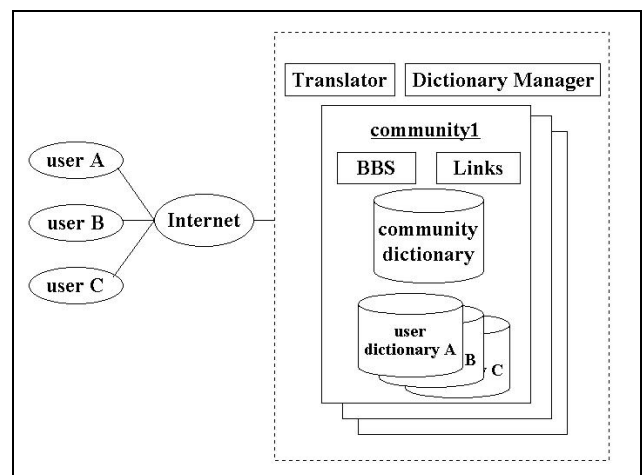 Translator
Dictionary Manager
community1
BBS
Links
user A
user B
user C
Internet
community
dictionary
user
dictionary A
B
y C